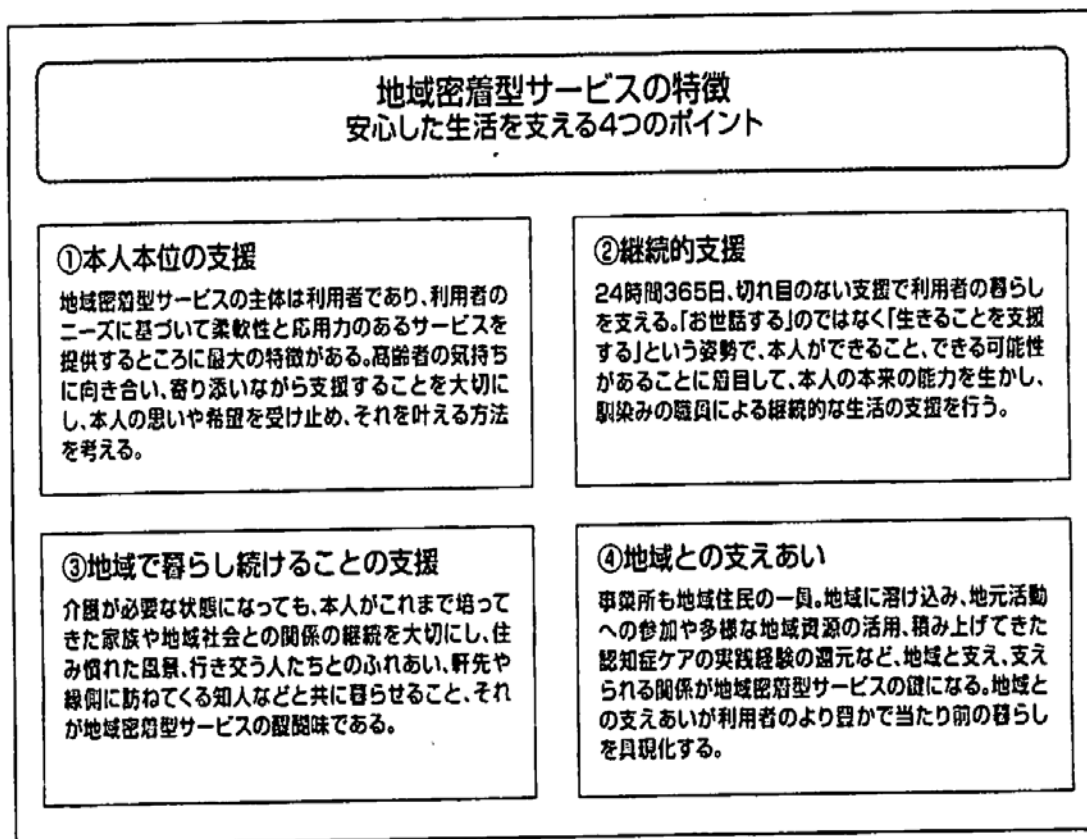 地域密着型サービスの特徴
安心した生活を支える4つのポイント
①本人本位の支援
地域密着型サービスの主体は利用者であり、利用者の
ニーズに基づいて柔軟性と応用力のあるサービスを
提供するところに最大の特徴がある。高齢者の気持ち
に向き合い、寄り添いながら支援することを大切に
し、本人の思いや希望を受け止め、それを叶える方法
を考える。
②継続的支援
24時間365日、切れ目のない支援で利用者の暮らし
を支える。「お世話する」のではなく「生きることを支援
する」という姿勢で、本人ができること、できる可能性
があることに着目して、本人の本来の能力を生かし、
馴染みの職員による継続的な生活の支援を行う。
③地域で暮らし続けることの支援
介護が必要な状態になっても、本人がこれまで培って
きた家族や地域社会との関係の継続を大切にし、住
み慣れた風景、行き交う人たちとのふれあい、軒先や
縁側に訪ねてくる知人などと共に暮らせること、それ
が地域密着型サービスの醍醐味である。
④地域との支えあい
事業所も地域住民の一員。地域に溶け込み、地元活動
への参加や多様な地域資源の活用、積み上げてきた
認知症ケアの実践経験の還元など、地域と支え、支え
られる関係が地域密着型サービスの鍵になる。地域と
の支えあいが利用者のより豊かで当たり前の暮らし
を具現化する。